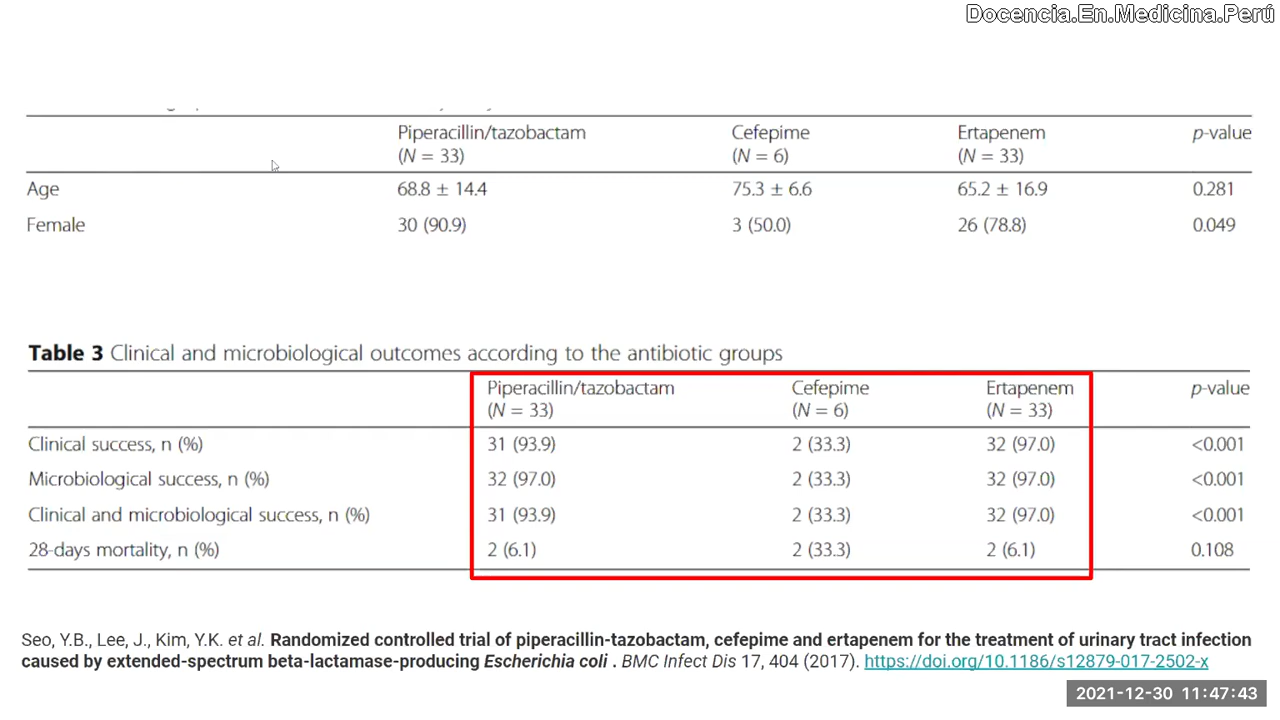 Docencia.En.Medicina.Perú
Piperacillin/tazobactam Cefepime Ertapenem p-value
(N = 33) (N = 6) (N = 33)
Age 68.8 ± 14.4 75.3 ± 6.6 65.2 ± 16.9 0.281
Female 30 (90.9) 3 (50.0) 26 (78.8) 0.049
Table 3 Clinical and microbiological outcomes according to the antibiotic groups
Piperacillin/tazobactam Cefepime Ertapenem p-value
(N = 33) (N = 6) (N = 33)
Clinical success, n (%) 31 (93.9) 2 (33.3) 32 (97.0) <0.001
Microbiological success, n (%) 32 (97.0) 2 (33.3) 32 (97.0) <0.001
Clinical and microbiological success, n (%) 31 (93.9) 2 (33.3) 32 (97.0) <0.001
28-days mortality, n (%) 2 (6.1) 2 (33.3) 2 (6.1) 0.108
Seo, Y.B., Lee, J., Kim, Y.K. et al. Randomized controlled trial of piperacillin-tazobactam, cefepime and ertapenem for the treatment of urinary tract infection
caused by extended-spectrum beta-lactamase-producing Escherichia coli . BMC Infect Dis 17, 404 (2017). https://doi.org/10.1186/s12879-017-2502-x
2021-12-30 11:47:43